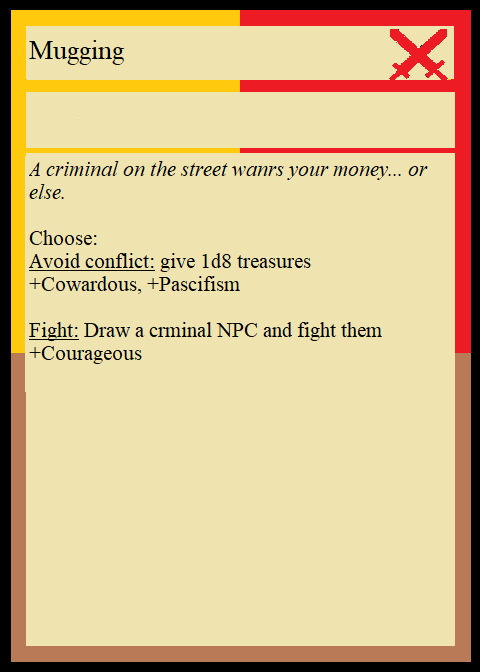 Mugging
A criminal on the street wanrs your money... or
else.
Choose:
Avoid conflict: give 1d8 treasures
+Cowardous, +Pascifism
Fight: Draw a crminal NPC and fight them
+Courageous